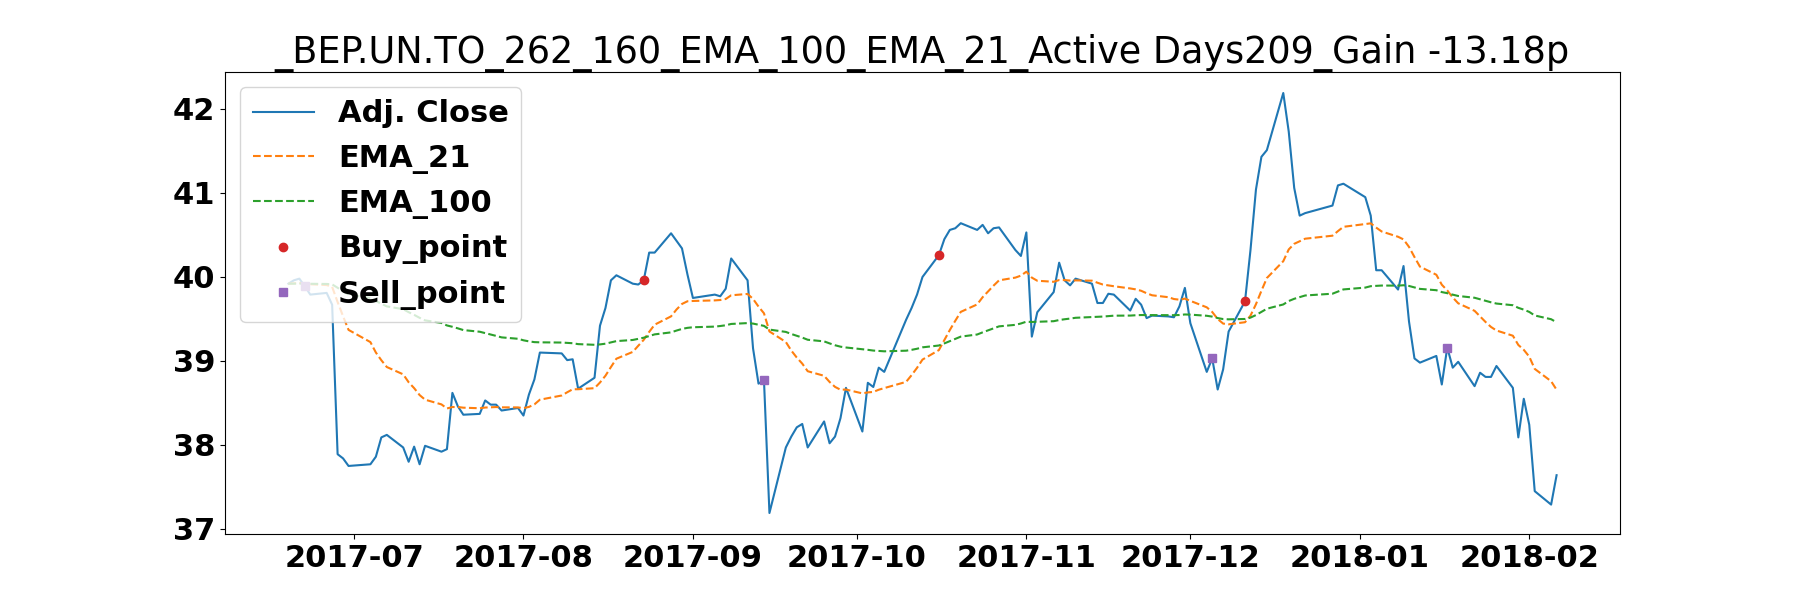 _BEP.UN.TO_262_160_EMA_100_EMA_21_Active Days209_Gain -13.18p
42
41
40
39
38
37
Adj. Close
EMA_21
EMA_100
Buy_point
Sell_point
2017-07 2017-08 2017-09 2017-10 2017-11 2017-12 2018-01 2018-02